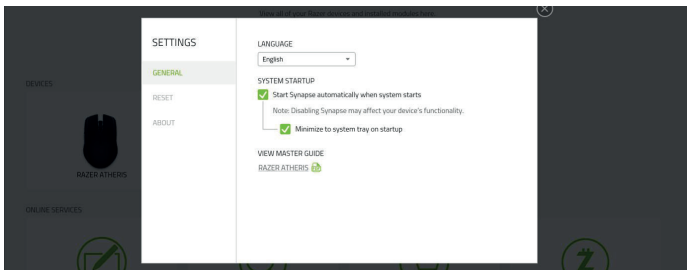 View all of your Razer devices and installed modules here.
SETTINGS
GENERAL
RESET
ABOUT
LANGUAGE
English
SYSTEM STARTUP
Start Synapse automatically when system starts
Note: Disabling Synapse may affect your device's functionality.
Minimize to system tray on startup
VIEW MASTER GUIDE
RAZER ATHERIS
DEVICES
RAZER ATHERIS
ONLINE SERVICES